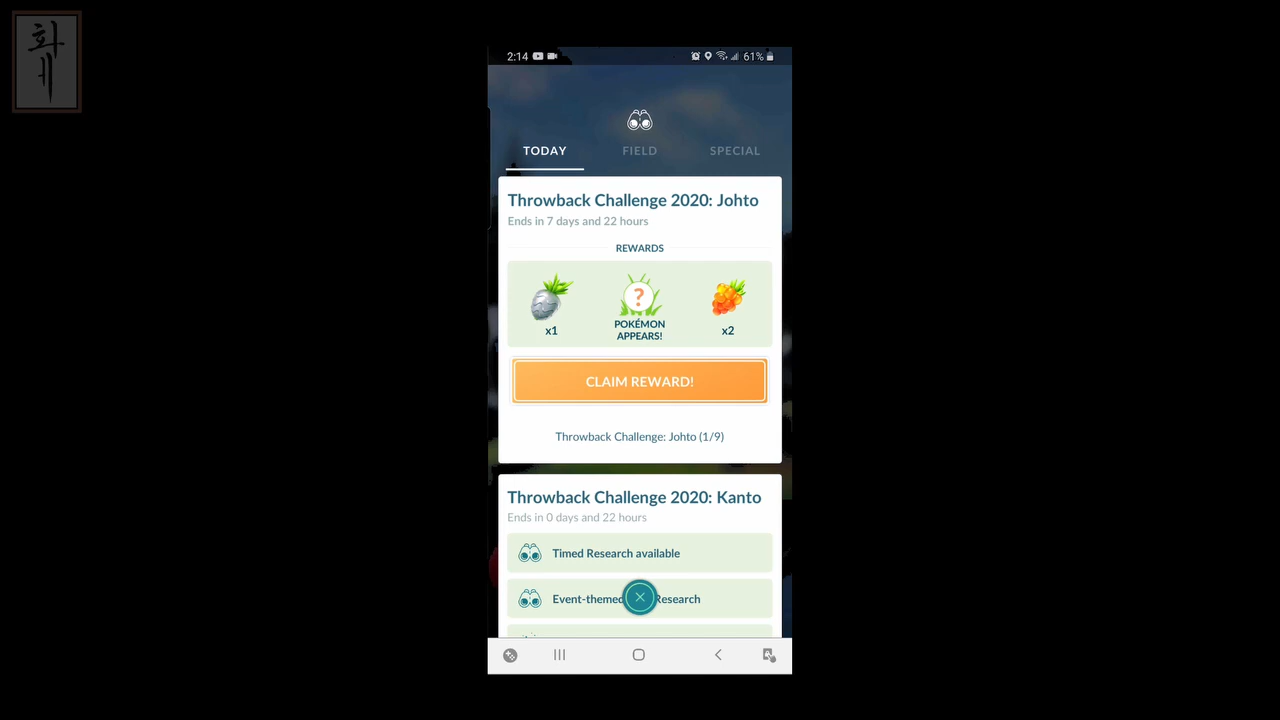 화
게
2:14
61%
TODAY
FIELD
SPECIAL
Throwback Challenge 2020: Johto
Ends in 7 days and 22 hours
REWARDS
?
x1
POKÉMON
APPEARS!
x2
CLAIM REWARD!
Throwback Challenge: Johto (1/9)
Throwback Challenge 2020: Kanto
Ends in 0 days and 22 hours
Timed Research available
Event-themed Research